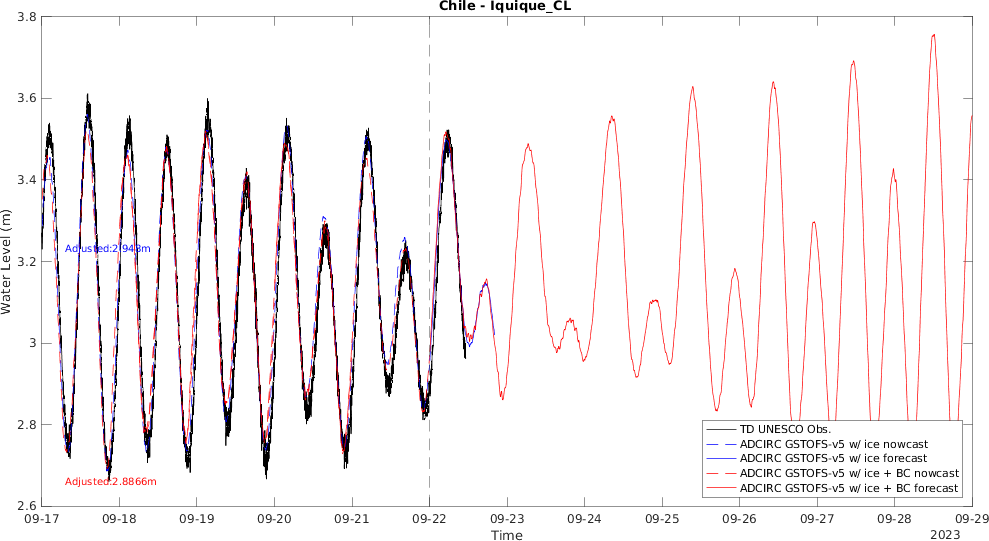 Chile - Iquique_CL
3.8
3.6
3.4
3.2
3
2.8
2.6
Water Level (m)
Adjusted:2.943m
Adjusted:2.8866m
TD UNESCO Obs.
ADCIRC GSTOFS-v5 w/ ice nowcast
ADCIRC GSTOFS-v5 w/ ice forecast
ADCIRC GSTOFS-v5 w/ ice + BC nowcast
ADCIRC GSTOFS-v5 w/ ice + BC forecast
09-17 09-18 09-19 09-20 09-21 09-22 09-23 09-24 09-25 09-26 09-27 09-28 09-29
Time
2023